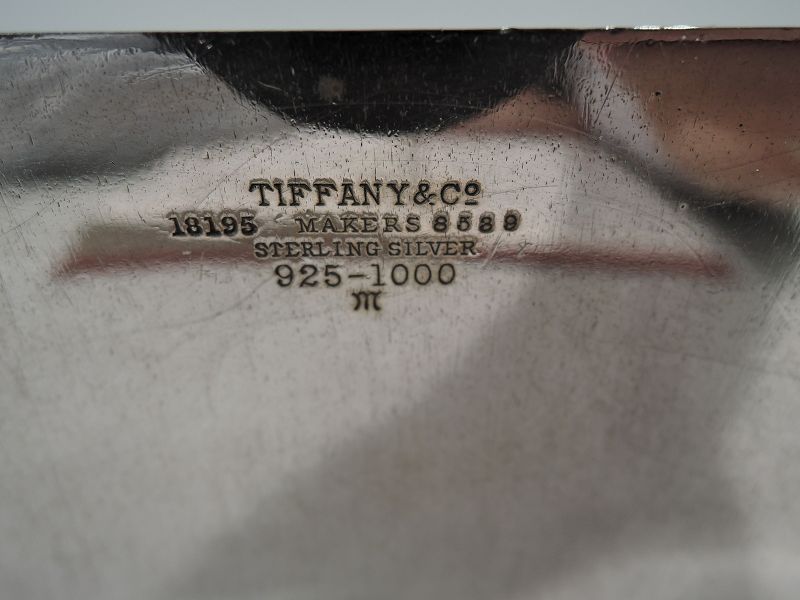 TIFFANY & Cº
18195 MAKERS 8589
STERLING SILVER
925-1000
M